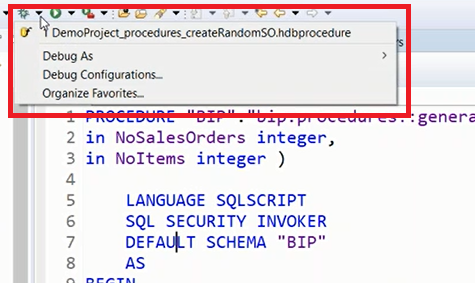 1 DemoProject_procedures_createRandomSO.hdbprocedure
Debug As
Debug Configurations...
Organize Favorites...
1 PROCEDURE "BIP"."bip.procedures::genera
2 in NoSalesOrders integer,
3 in NoItems integer )
4
5 LANGUAGE SQLSCRIPT
6 SQL SECURITY INVOKER
7 DEFAULT SCHEMA "BIP"
8 AS
9 BEGIN